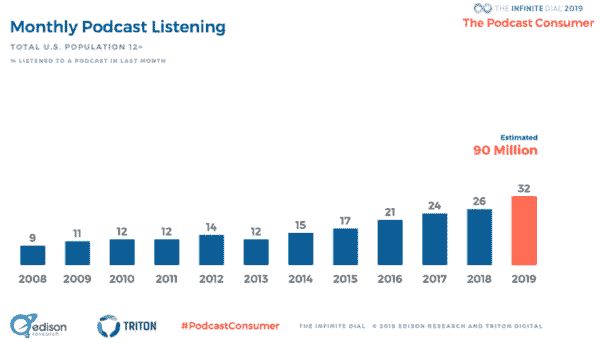 THE INFINITE DIAL 2019
The Podcast Consumer
Monthly Podcast Listening
TOTAL U.S. POPULATION 12+
% LISTENED TO A PODCAST IN LAST MONTH
Estimated
90 Million
9 11 12 12 14 12 15 17 21 24 26 32
2008 2009 2010 2011 2012 2013 2014 2015 2016 2017 2018 2019
edison research
TRITON
#PodcastConsumer
THE INFINITE DIAL © 2019 EDISON RESEARCH AND TRITON DIGITAL